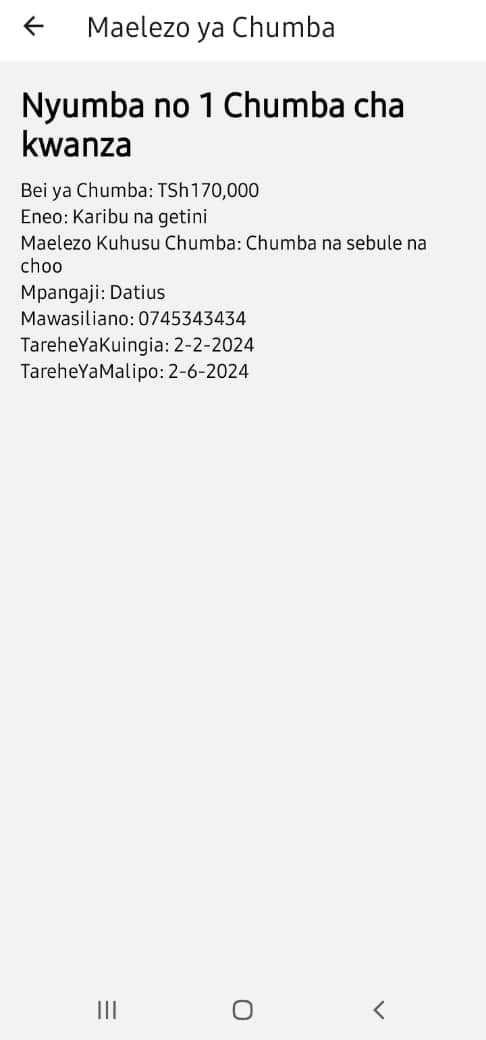 Maelezo ya Chumba
Nyumba no 1 Chumba cha
kwanza
Bei ya Chumba: TSh170,000
Eneo: Karibu na getini
Maelezo Kuhusu Chumba: Chumba na sebule na
choo
Mpangaji: Datius
Mawasiliano: 0745343434
TareheYaKuingia: 2-2-2024
TareheYaMalipo: 2-6-2024